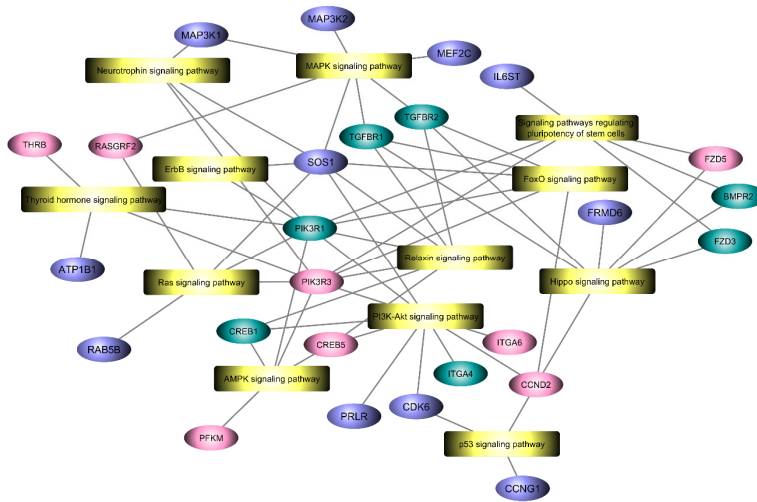 MAP3K2
MAP3K1
MEF2C
Neurotrophin signaling pathway
MAPK signaling pathway
IL6ST
TGFBR2
Signaling pathways regulating
pluripotency of stem cells
TGFBR1
THRB
RASGRF2
SOS1
FZD5
ErbB signaling pathway
FoxO signaling pathway
BMPR2
Thyroid hormone signaling pathway
FRMD6
PIK3R1
FZD3
Relaxin signaling pathway
ATP1B1
Ras signaling pathway
PIK3R3
Hippo signaling pathway
PI3K-Akt signaling pathway
CREB1
CREB5
ITGA6
RAB5B
ITGA4
AMPK signaling pathway
CCND2
CDK6
PRLR
PFKM
p53 signaling pathway
CCNG1